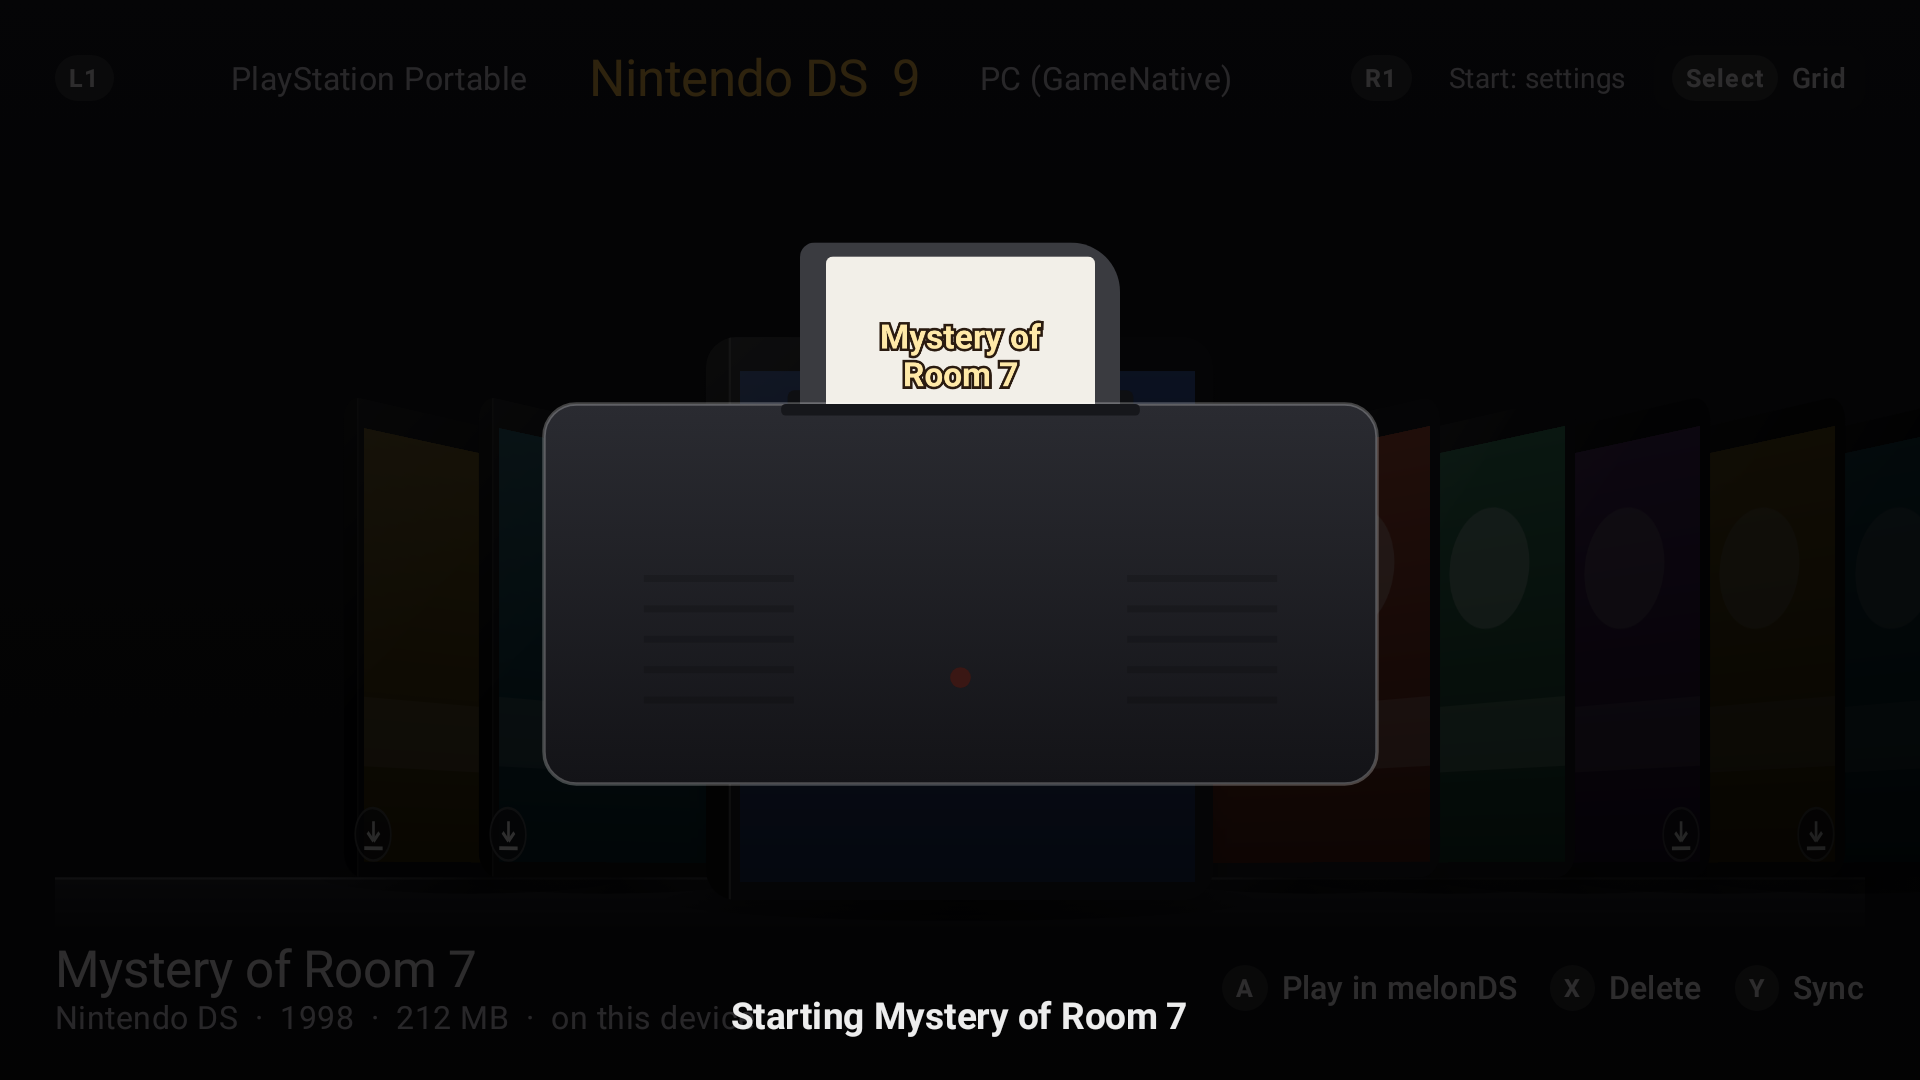 L1 PlayStation Portable Nintendo DS 9 PC (GameNative) R1 Start: settings Select Grid
Mystery of
Room 7
Mystery of Room 7
Nintendo DS · 1998 · 212 MB · on this devic
Starting Mystery of Room 7
A Play in melonDS X Delete Y Sync